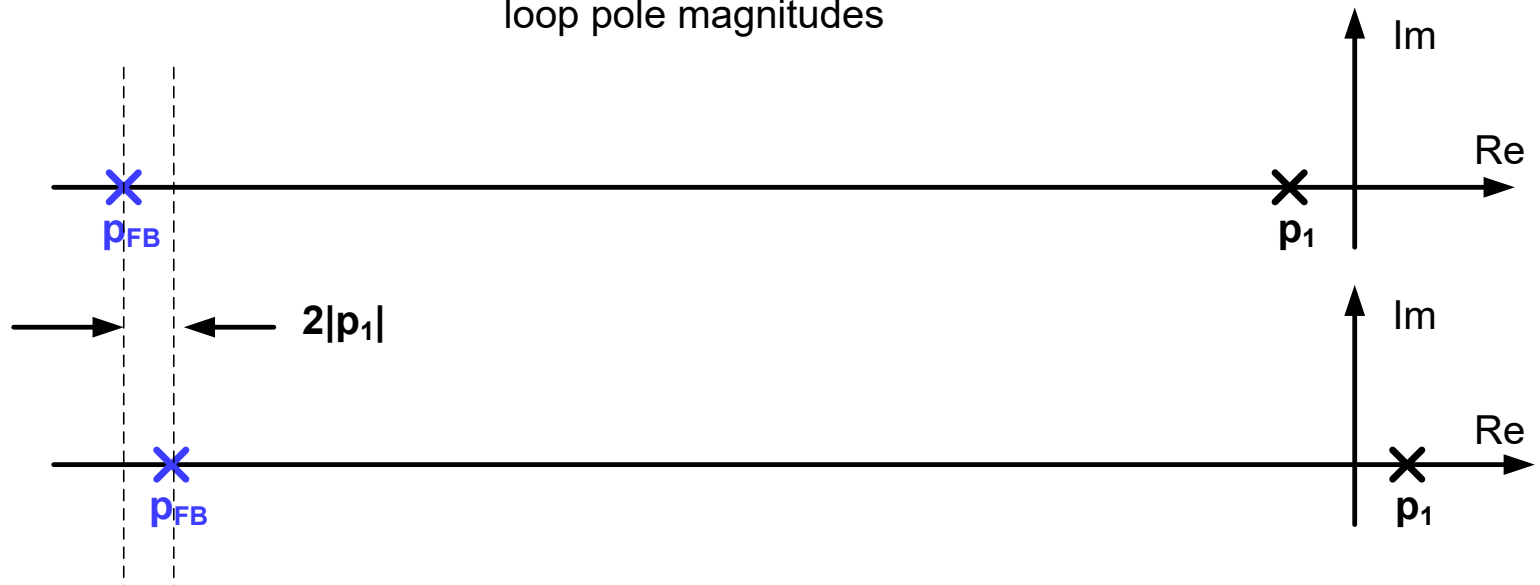 loop pole magnitudes
Im
Re
pFB
p1
2|p1|
Im
Re
pFB
p1